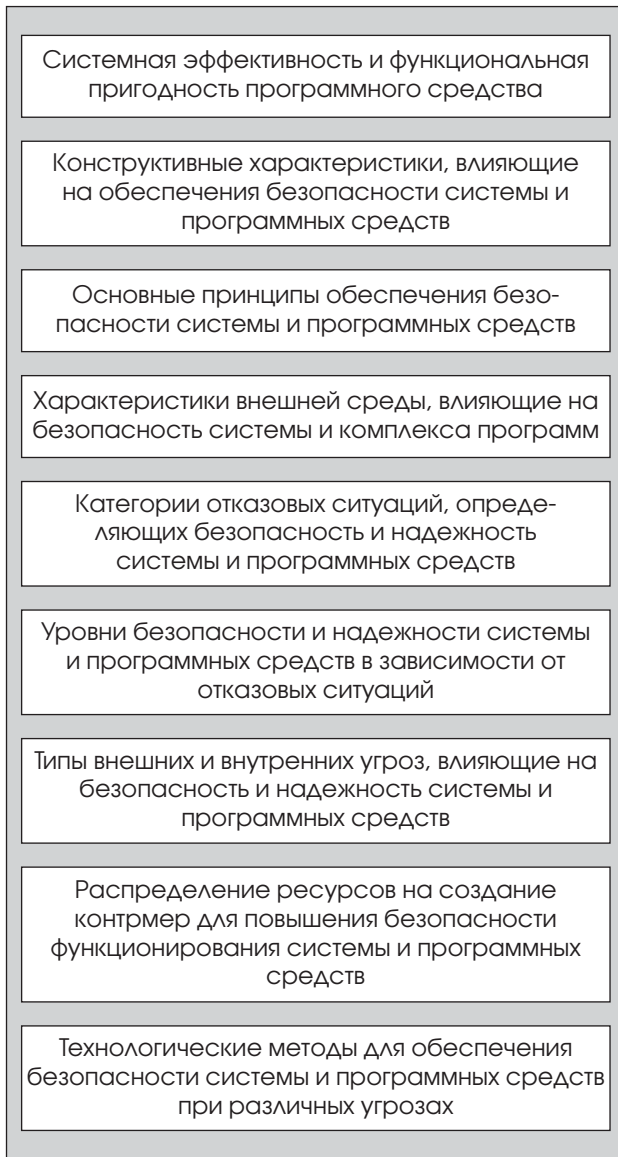 Системная эффективность и функциональная
пригодность программного средства
Конструктивные характеристики, влияющие
на обеспечения безопасности системы и
программных средств
Основные принципы обеспечения безо-
пасности системы и программных средств
Характеристики внешней среды, влияющие на
безопасность системы и комплекса программ
Категории отказовых ситуаций, опреде-
ляющих безопасность и надежность
системы и программных средств
Уровни безопасности и надежности системы
и программных средств в зависимости от
отказовых ситуаций
Типы внешних и внутренних угроз, влияющие на
безопасность и надежность системы и
программных средств
Распределение ресурсов на создание
контрмер для повышения безопасности
функционирования системы и программных
средств
Технологические методы для обеспечения
безопасности системы и программных средств
при различных угрозах